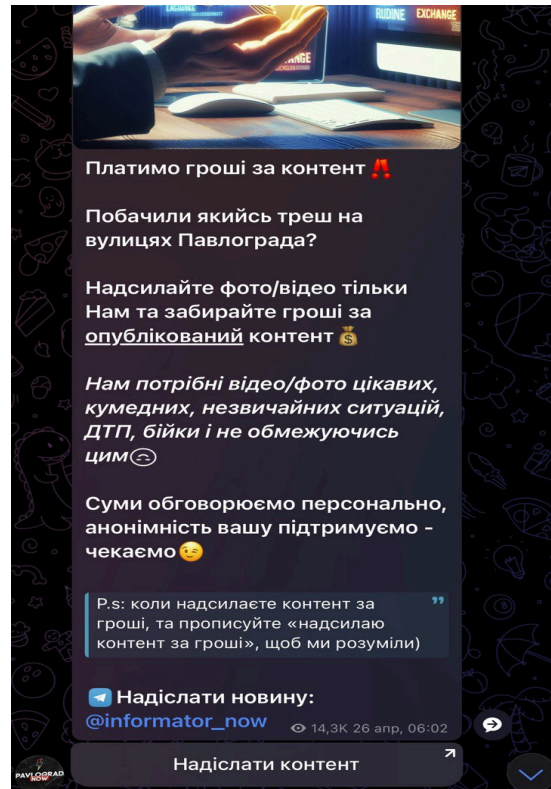 EXCHANGE
Платимо гроші за контент
Побачили якийсь треш на
вулицях Павлограда?
Надсилайте фото/відео тільки
Нам та забирайте гроші за
опублікований контент
Нам потрібні відео/фото цікавих,
кумедних, незвичайних ситуацій,
ДТП, бійки і не обмежуючись
цим
Суми обговорюємо персонально,
анонімність вашу підтримуємо -
чекаємо
P.s: коли надсилаєте контент за
гроші, та прописуйте «надсилаю
контент за гроші», щоб ми розуміли)
Надіслати новину:
@informator_now 14,3K 26 апр, 06:02
Надіслати контент
PAVLOGRAD
NOW